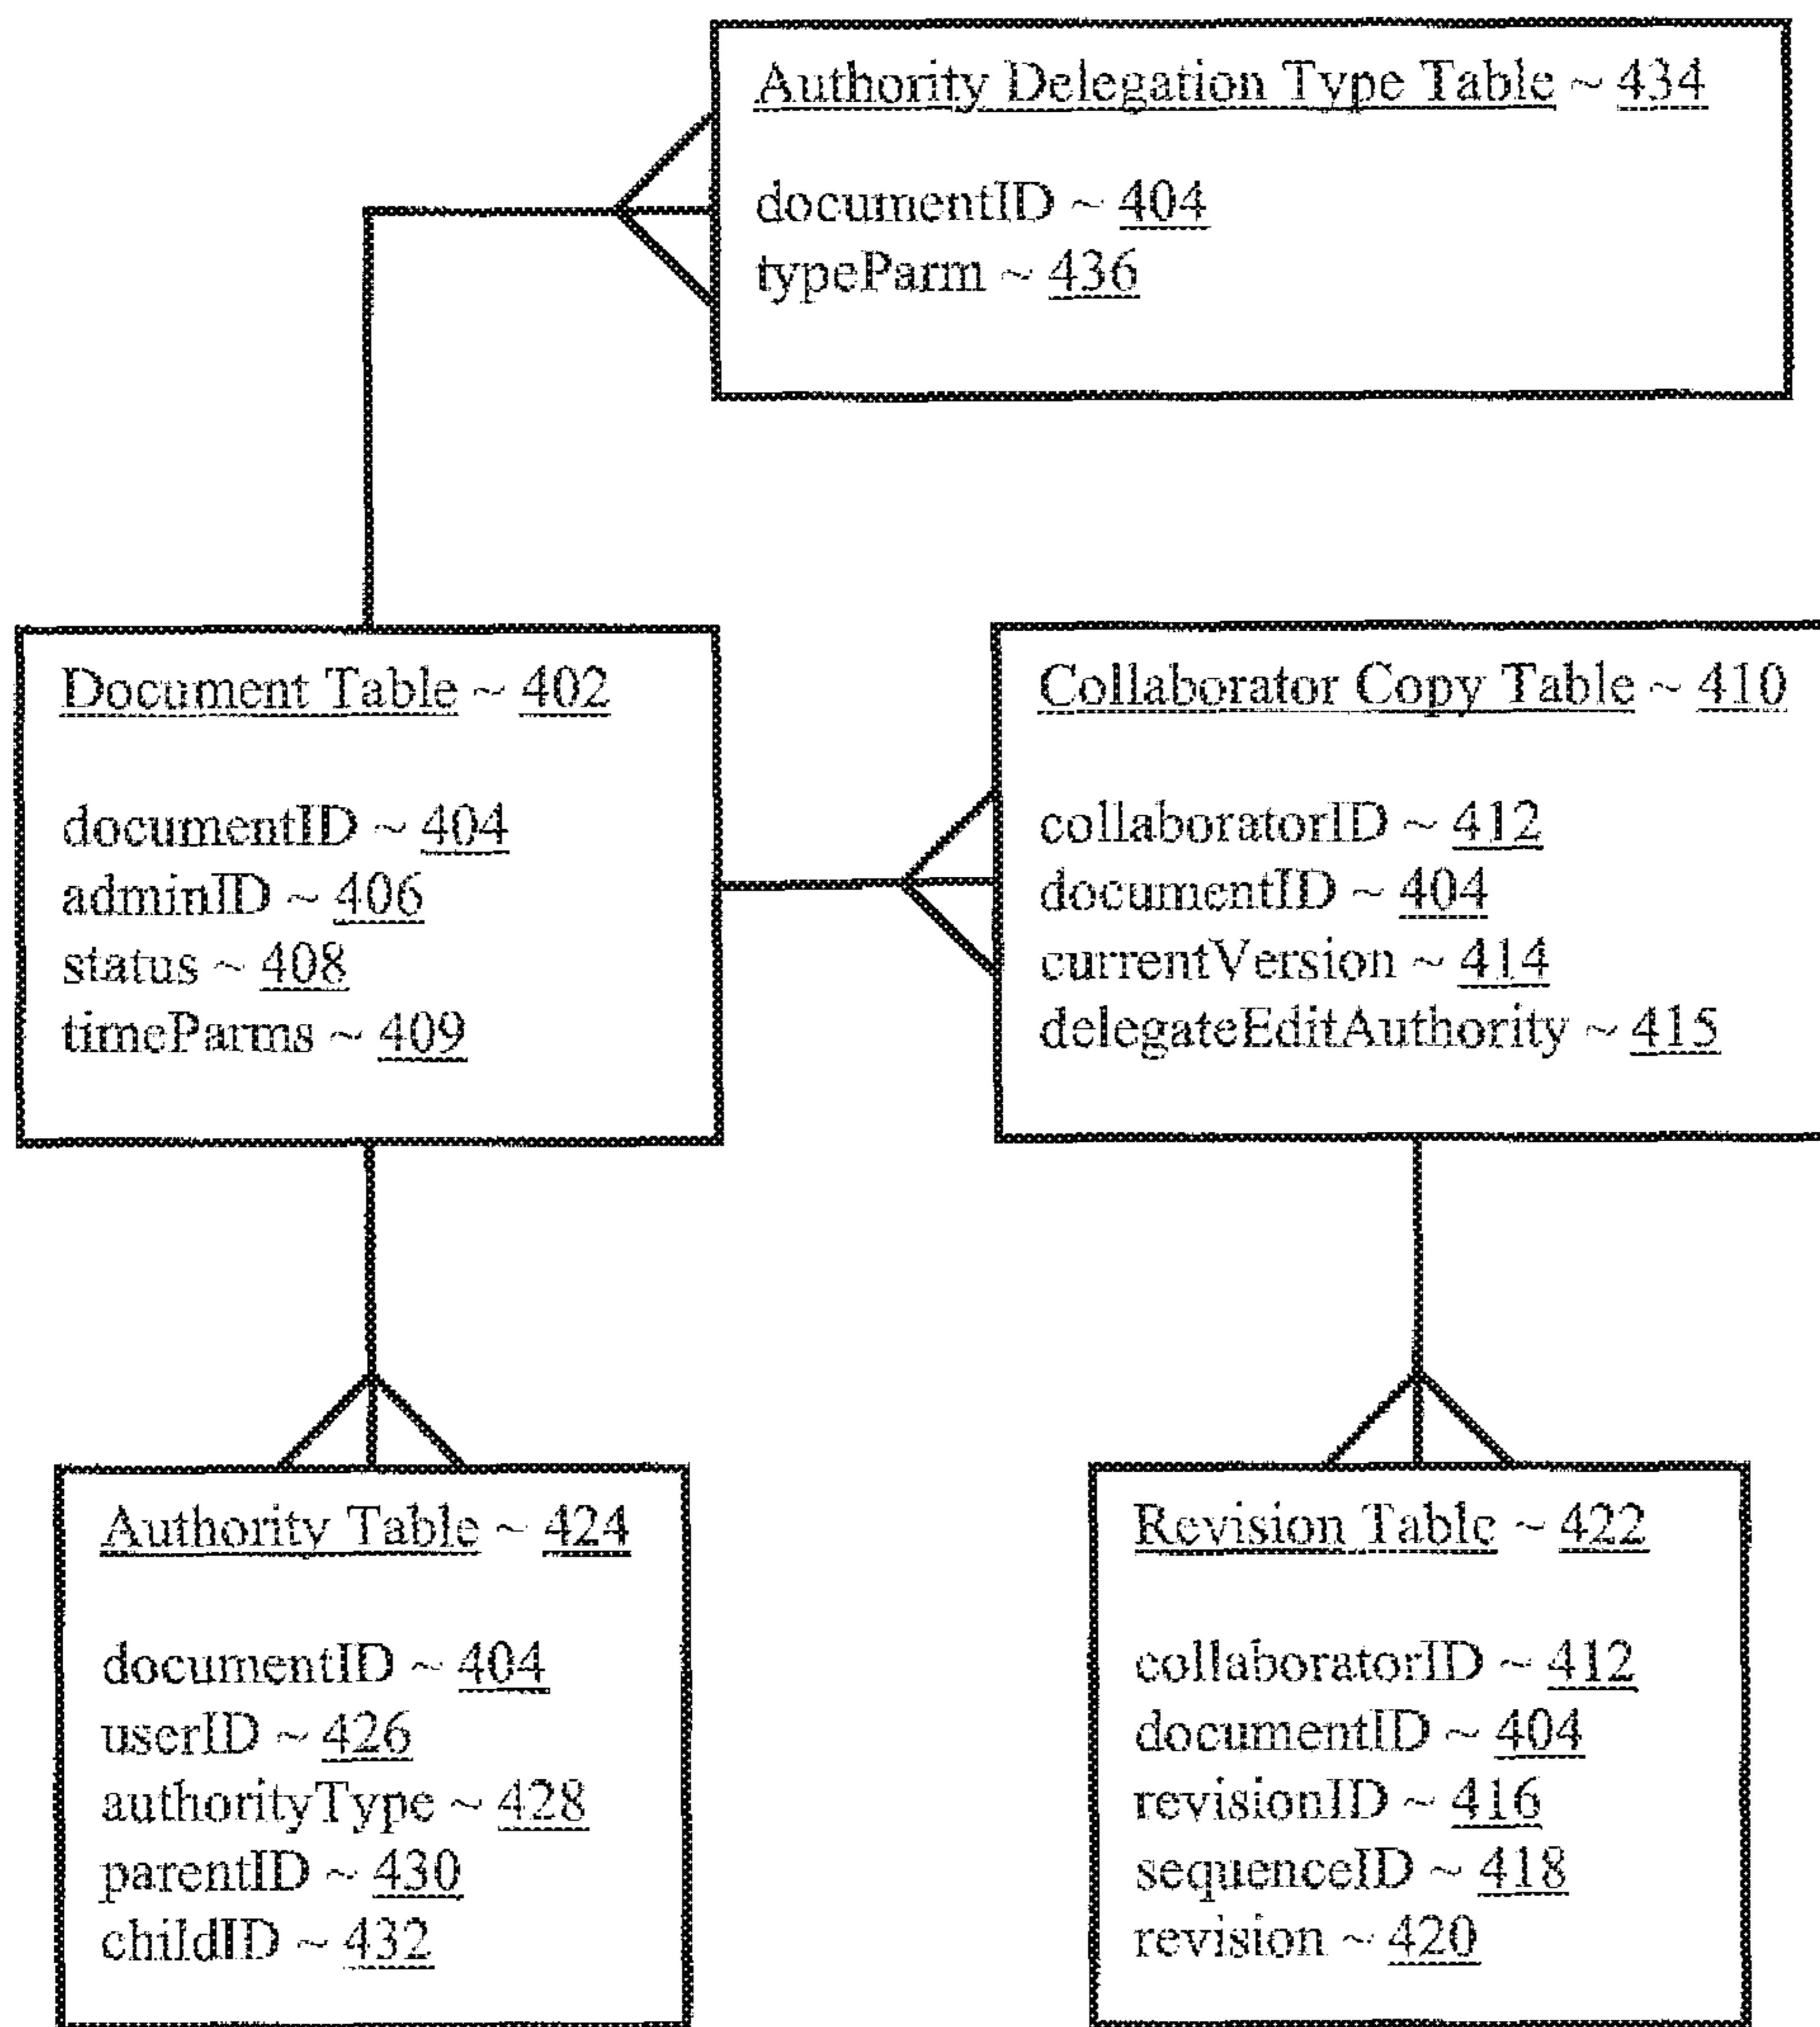 Authority Delegation Type Table ~ 434
documentID ~ 404
typeParm ~ 436
Document Table ~ 402
documentID ~ 404
adminID ~ 406
status ~ 408
timeParms ~ 409
Collaborator Copy Table ~ 410
collaboratorID ~ 412
documentID ~ 404
currentVersion ~ 414
delegateEditAuthority ~ 415
Authority Table ~ 424
documentID ~ 404
userID ~ 426
authorityType ~ 428
parentID ~ 430
childID ~ 432
Revision Table ~ 422
collaboratorID ~ 412
documentID ~ 404
revisionID ~ 416
sequenceID ~ 418
revision ~ 420